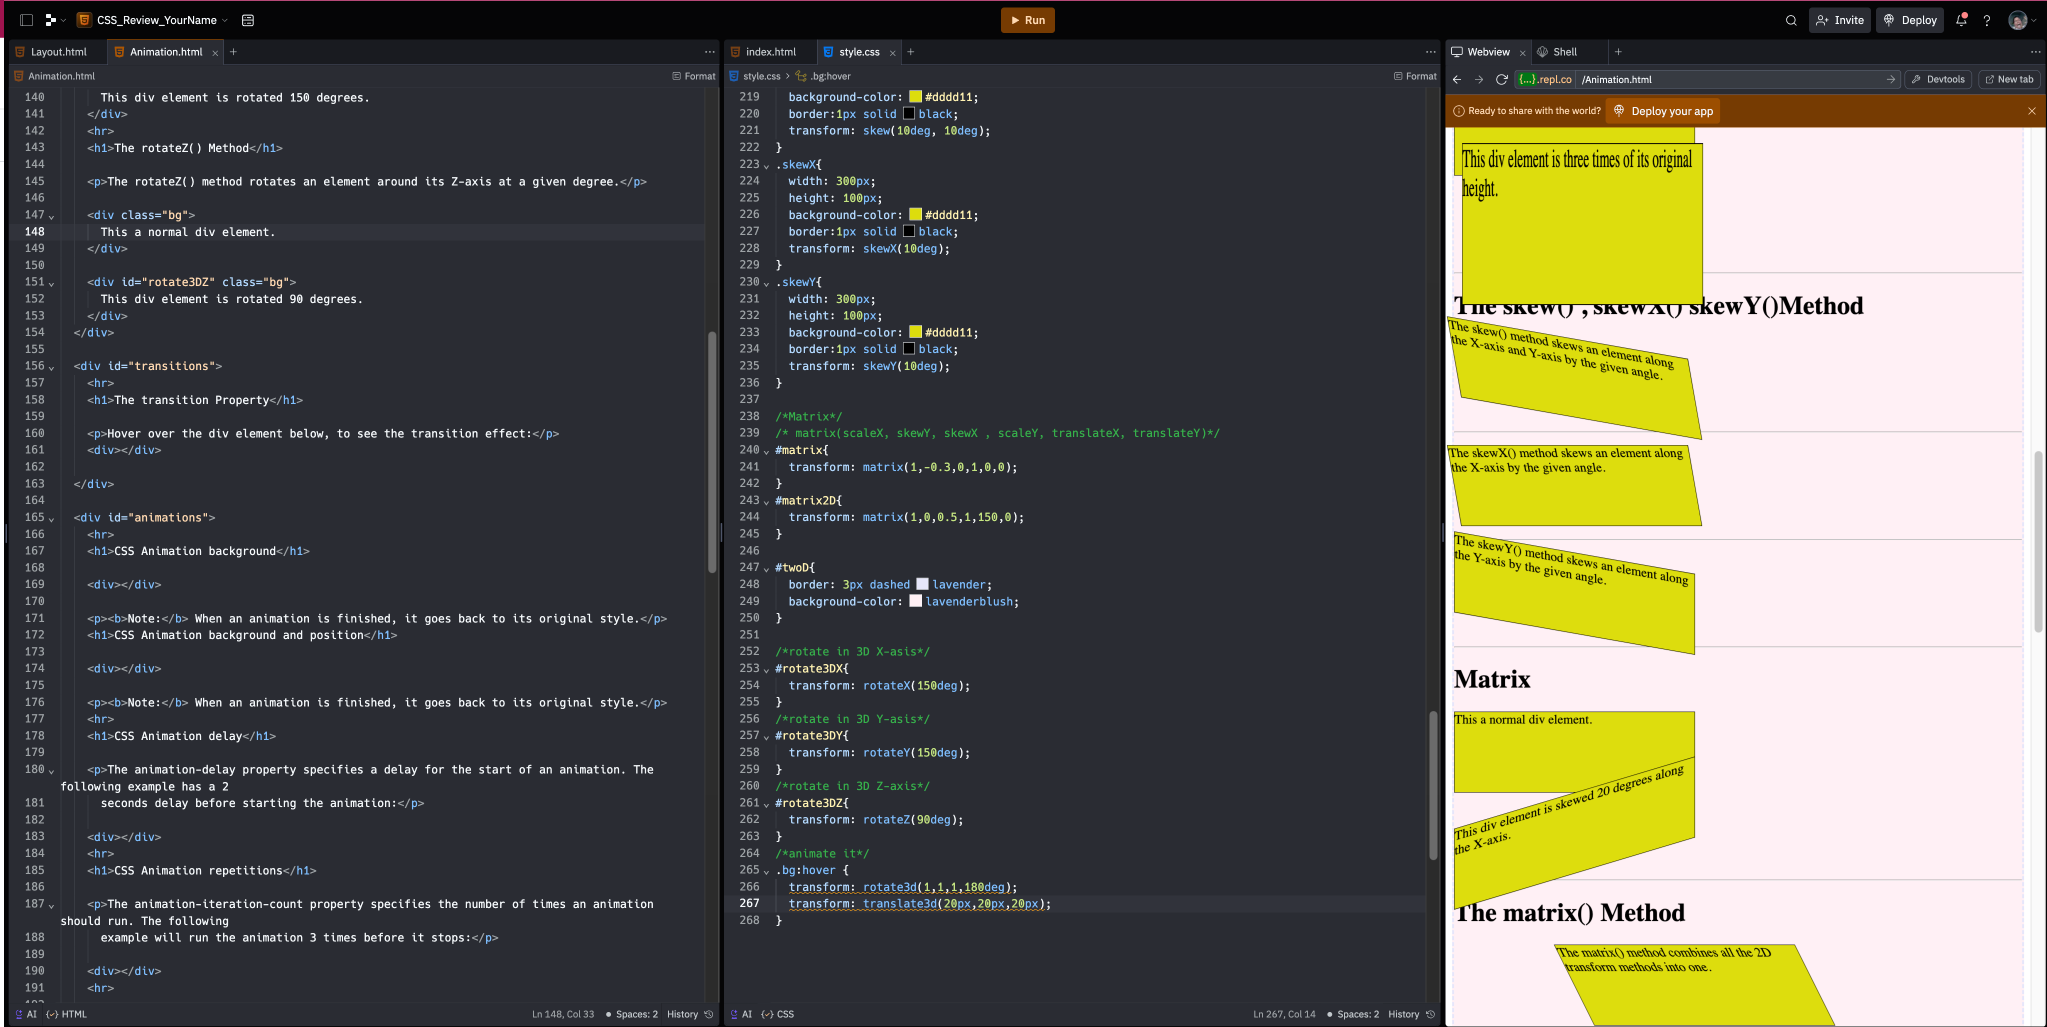 CSS_Review_YourName
Run
Invite
Deploy
Layout.html
Animation.html
Animation.html
Format
140 This div element is rotated 150 degrees.
141 </div>
142 <hr>
143 <h1>The rotateZ() Method</h1>
144
145 <p>The rotateZ() method rotates an element around its Z-axis at a given degree.</p>
146
147 <div class="bg">
148 This a normal div element.
149 </div>
150
151 <div id="rotate3DZ" class="bg">
152 This div element is rotated 90 degrees.
153 </div>
154 </div>
155
156 <div id="transitions">
157 <hr>
158 <h1>The transition Property</h1>
159
160 <p>Hover over the div element below, to see the transition effect:</p>
161 <div></div>
162
163 </div>
164
165 <div id="animations">
166 <hr>
167 <h1>CSS Animation background</h1>
168
169 <div></div>
170
171 <p><b>Note:</b> When an animation is finished, it goes back to its original style.</p>
172 <h1>CSS Animation background and position</h1>
173
174 <div></div>
175
176 <p><b>Note:</b> When an animation is finished, it goes back to its original style.</p>
177 <hr>
178 <h1>CSS Animation delay</h1>
179
180 <p>The animation-delay property specifies a delay for the start of an animation. The
following example has a 2
181 seconds delay before starting the animation:</p>
182
183 <div></div>
184 <hr>
185 <h1>CSS Animation repetitions</h1>
186
187 <p>The animation-iteration-count property specifies the number of times an animation
should run. The following
188 example will run the animation 3 times before it stops:</p>
189
190 <div></div>
191 <hr>
AI HTML
Ln 148, Col 33 Spaces: 2 History
index.html
style.css
style.css > .bg:hover
Format
219 background-color: #dddd11;
220 border:1px solid black;
221 transform: skew(10deg, 10deg);
222 }
223 .skewX{
224 width: 300px;
225 height: 100px;
226 background-color: #dddd11;
227 border:1px solid black;
228 transform: skewX(10deg);
229 }
230 .skewY{
231 width: 300px;
232 height: 100px;
233 background-color: #dddd11;
234 border:1px solid black;
235 transform: skewY(10deg);
236 }
237
238 /*Matrix*/
239 /* matrix(scaleX, skewY, skewX , scaleY, translateX, translateY)*/
240 #matrix{
241 transform: matrix(1,-0.3,0,1,0,0);
242 }
243 #matrix2D{
244 transform: matrix(1,0,0.5,1,150,0);
245 }
246
247 #twoD{
248 border: 3px dashed lavender;
249 background-color: lavenderblush;
250 }
251
252 /*rotate in 3D X-asis*/
253 #rotate3DX{
254 transform: rotateX(150deg);
255 }
256 /*rotate in 3D Y-asis*/
257 #rotate3DY{
258 transform: rotateY(150deg);
259 }
260 /*rotate in 3D Z-axis*/
261 #rotate3DZ{
262 transform: rotateZ(90deg);
263 }
264 /*animate it*/
265 .bg:hover {
266 transform: rotate3d(1,1,1,180deg);
267 transform: translate3d(20px,20px,20px);
268 }
AI CSS
Ln 267, Col 14 Spaces: 2 History
Webview
Shell
{...}.repl.co /Animation.html
Devtools
New tab
Ready to share with the world?
Deploy your app
This div element is three times of its original
height.
The skew() , skewX() skewY()Method
The skew() method skews an element along
the X-axis and Y-axis by the given angle.
The skewX() method skews an element along
the X-axis by the given angle.
The skewY() method skews an element along
the Y-axis by the given angle.
Matrix
This a normal div element.
This div element is skewed 20 degrees along
the X-axis.
The matrix() Method
The matrix() method combines all the 2D
transform methods into one.